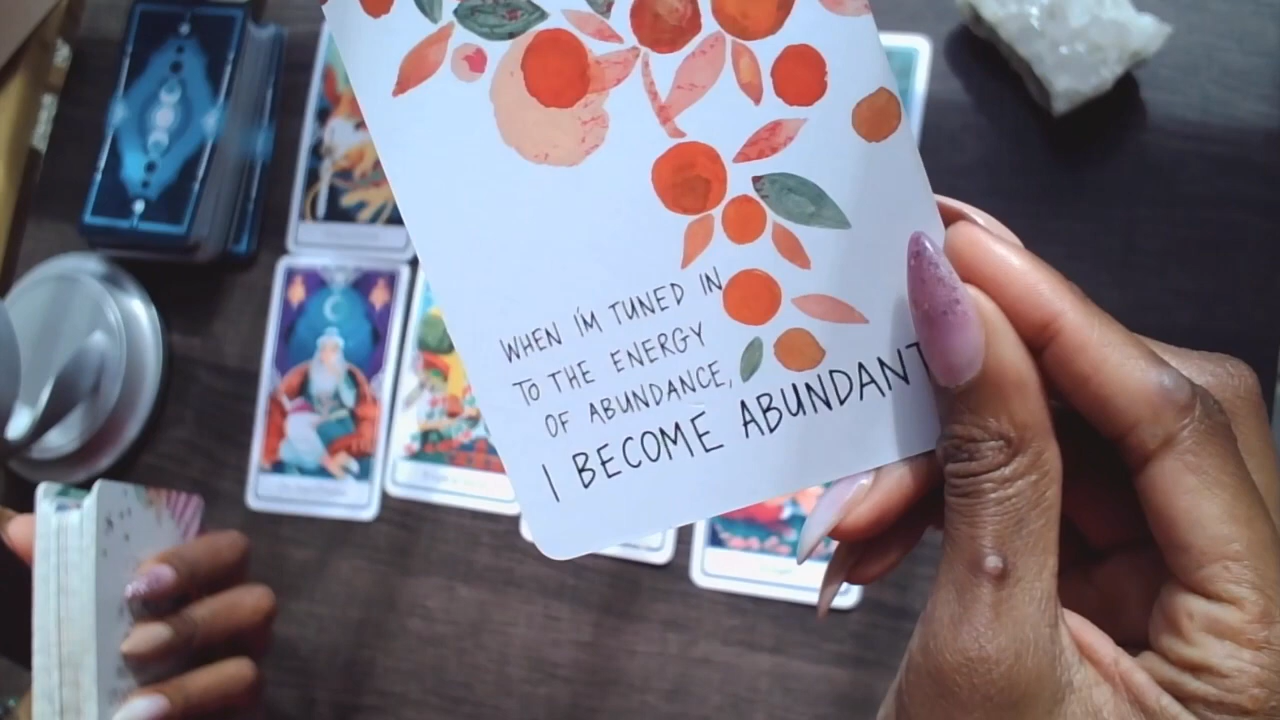 WHEN I'M TUNED IN
TO THE ENERGY
OF ABUNDANCE,
I BECOME ABUNDANT